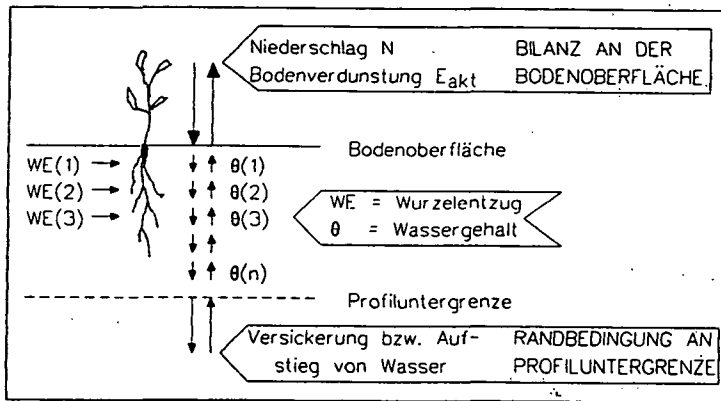 Niederschlag N BILANZ AN DER
Bodenverdunstung Eakt BODENOBERFLÄCHE.
Bodenoberfläche
WE(1) θ(1)
WE(2) θ(2)
WE(3) θ(3)
WE = Wurzelentzug
θ = Wassergehalt
θ(n)
Profiluntergrenze
Versickerung bzw. Auf- RANDBEDINGUNG AN
stieg von Wasser PROFILUNTERGRENZE